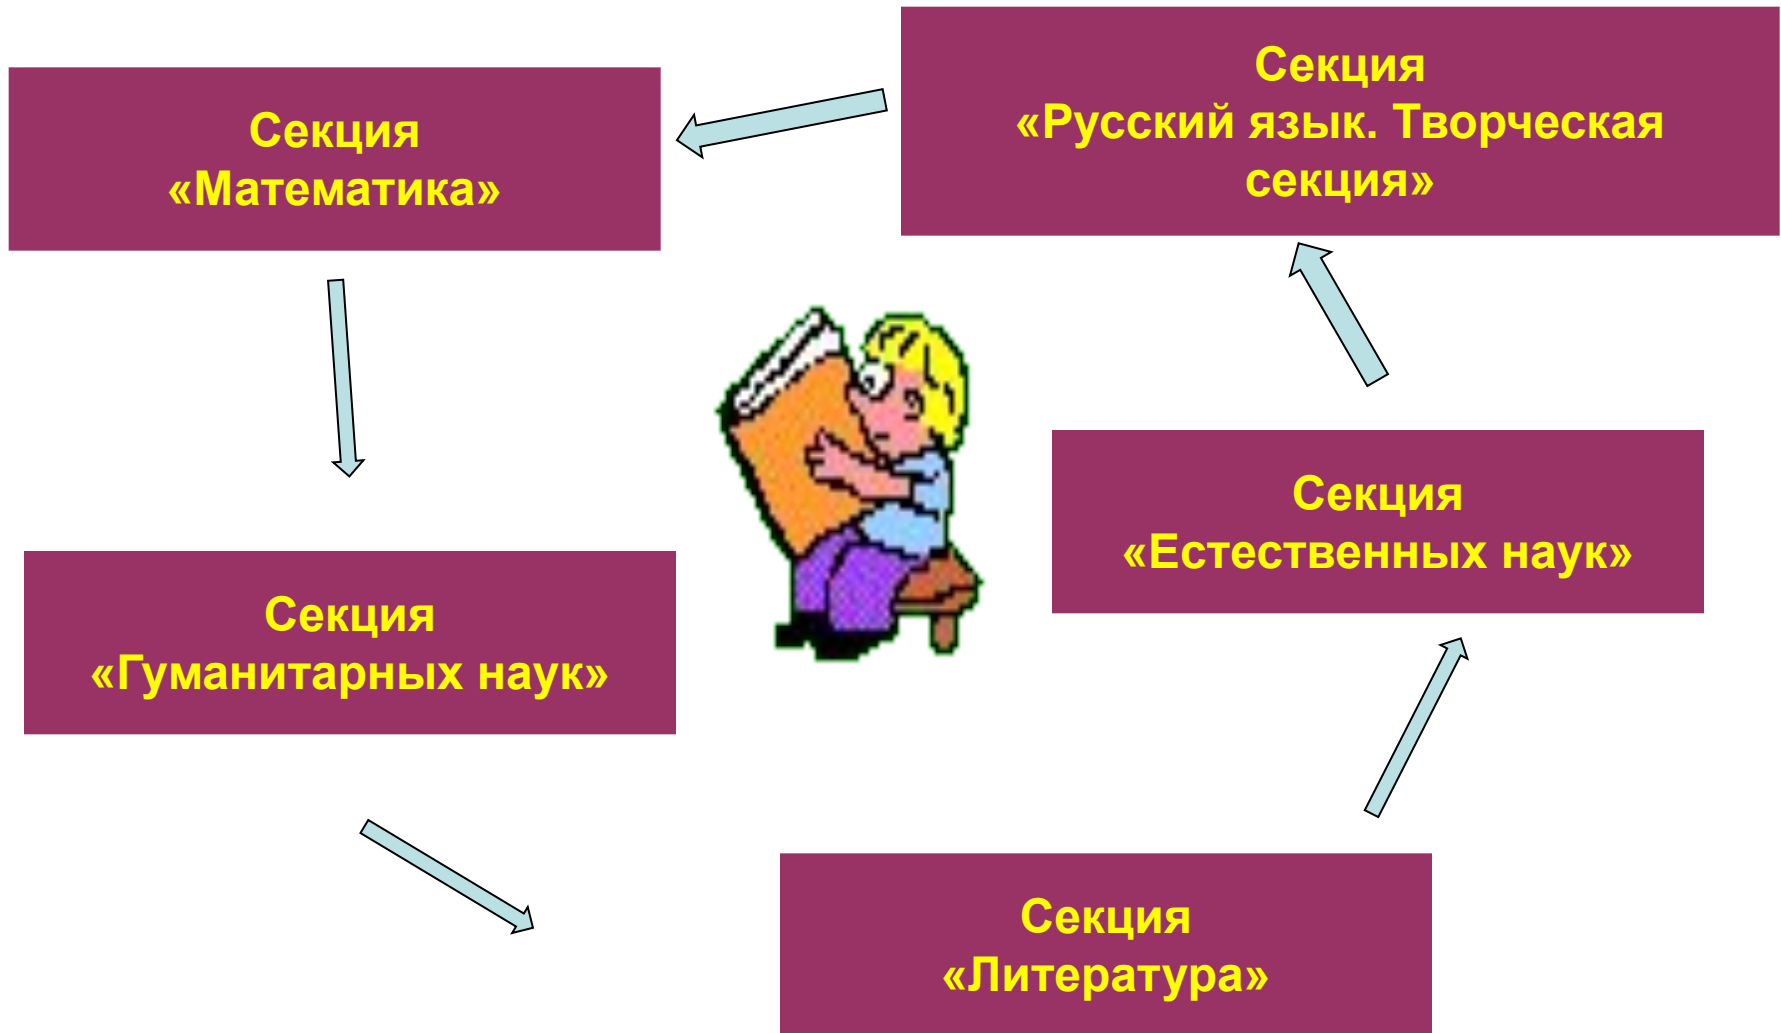 Секция
«Математика»
Секция
«Русский язык. Творческая
секция»
Секция
«Естественных наук»
Секция
«Гуманитарных наук»
Секция
«Литература»